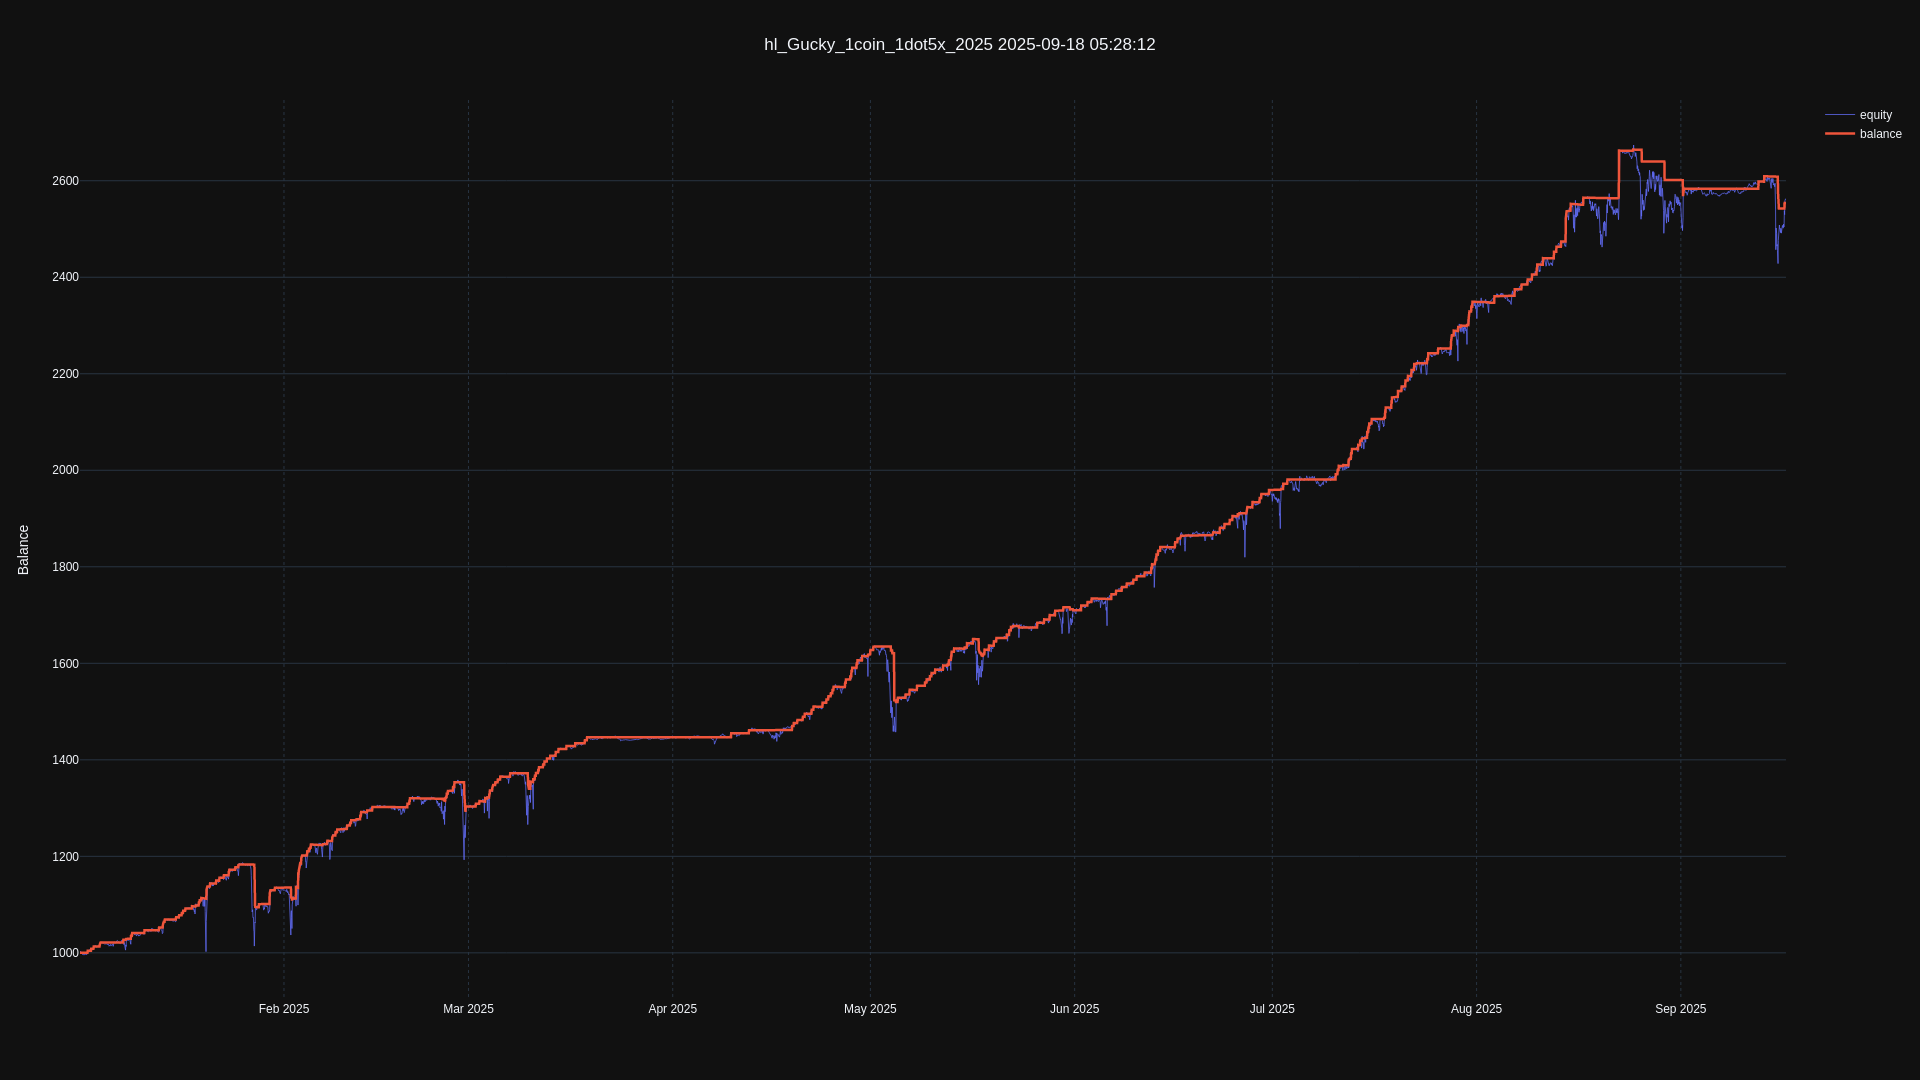 hl_Gucky_1coin_1dot5x_2025 2025-09-18 05:28:12
equity
balance
2600
2400
2200
2000
1800
1600
1400
1200
1000
Balance
Feb 2025
Mar 2025
Apr 2025
May 2025
Jun 2025
Jul 2025
Aug 2025
Sep 2025